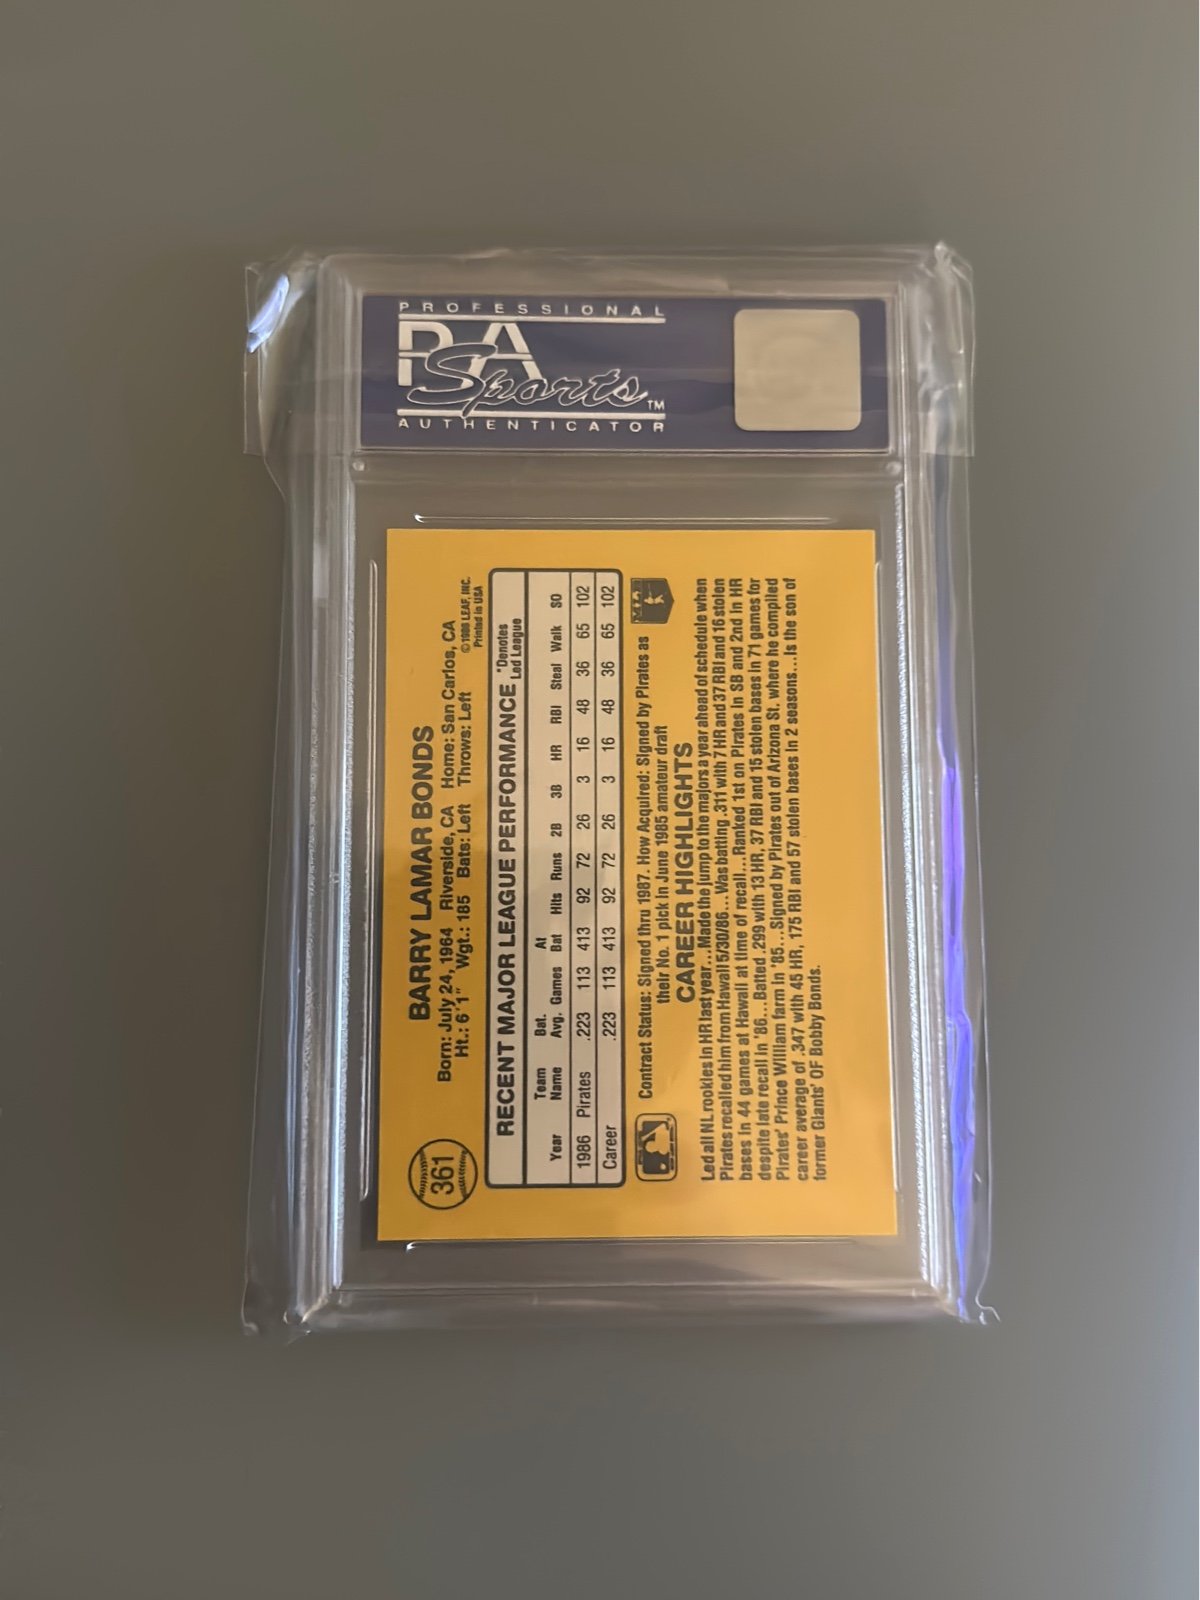 PROFESSIONAL
PSA
Sports™
AUTHENTICATOR
361
BARRY LAMAR BONDS
Born: July 24, 1964 Riverside, CA Home: San Carlos, CA
Ht.: 6'1" Wgt.: 185 Bats: Left Throws: Left
© LEAF, INC.
Printed in USA
RECENT MAJOR LEAGUE PERFORMANCE *Denotes Led League
Year Team Name Bat. Avg. Games At Bat Hits Runs 2B 3B HR RBI Steal Walk SO
1986 Pirates .223 113 413 92 72 26 3 16 48 36 65 102
Career .223 113 413 92 72 26 3 16 48 36 65 102
Contract Status: Signed thru 1987. How Acquired: Signed by Pirates as
their No. 1 pick in June 1985 amateur draft
CAREER HIGHLIGHTS
Led all NL rookies in HR last year...Made the jump to the majors a year ahead of schedule when
Pirates recalled him from Hawaii 5/30/86...Was batting .311 with 7 HR and 37 RBI and 16 stolen
bases in 44 games at Hawaii at time of recall...Ranked 1st on Pirates in SB and 2nd in HR
despite late recall in '86...Batted .299 with 13 HR, 37 RBI and 15 stolen bases in 71 games for
Pirates' Prince William farm in '85...Signed by Pirates out of Arizona St. where he compiled
career average of .347 with 45 HR, 175 RBI and 57 stolen bases in 2 seasons...Is the son of
former Giants' OF Bobby Bonds.